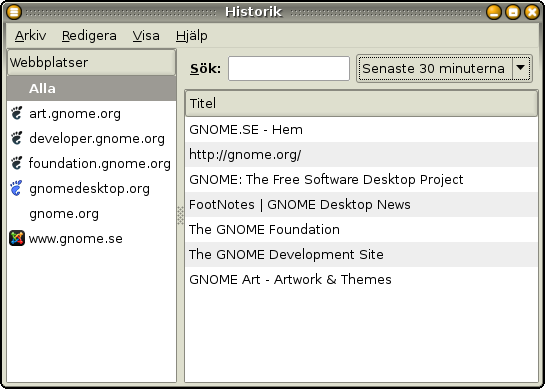 Historik
Arkiv Redigera Visa Hjälp
Webbplatser
Alla
art.gnome.org
developer.gnome.org
foundation.gnome.org
gnomedesktop.org
gnome.org
www.gnome.se
Sök: Senaste 30 minuterna
Titel
GNOME.SE - Hem
http://gnome.org/
GNOME: The Free Software Desktop Project
FootNotes | GNOME Desktop News
The GNOME Foundation
The GNOME Development Site
GNOME Art - Artwork & Themes